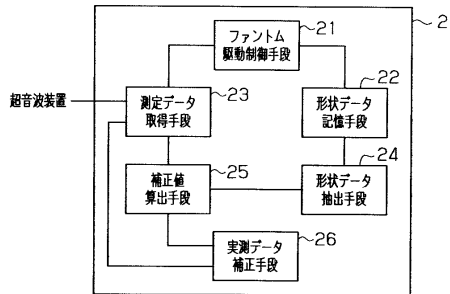 2
21
ファントム
駆動制御手段
22
超音波装置
測定データ
取得手段
23
形状データ
記憶手段
24
補正値
算出手段
25
形状データ
抽出手段
実測データ
補正手段
26